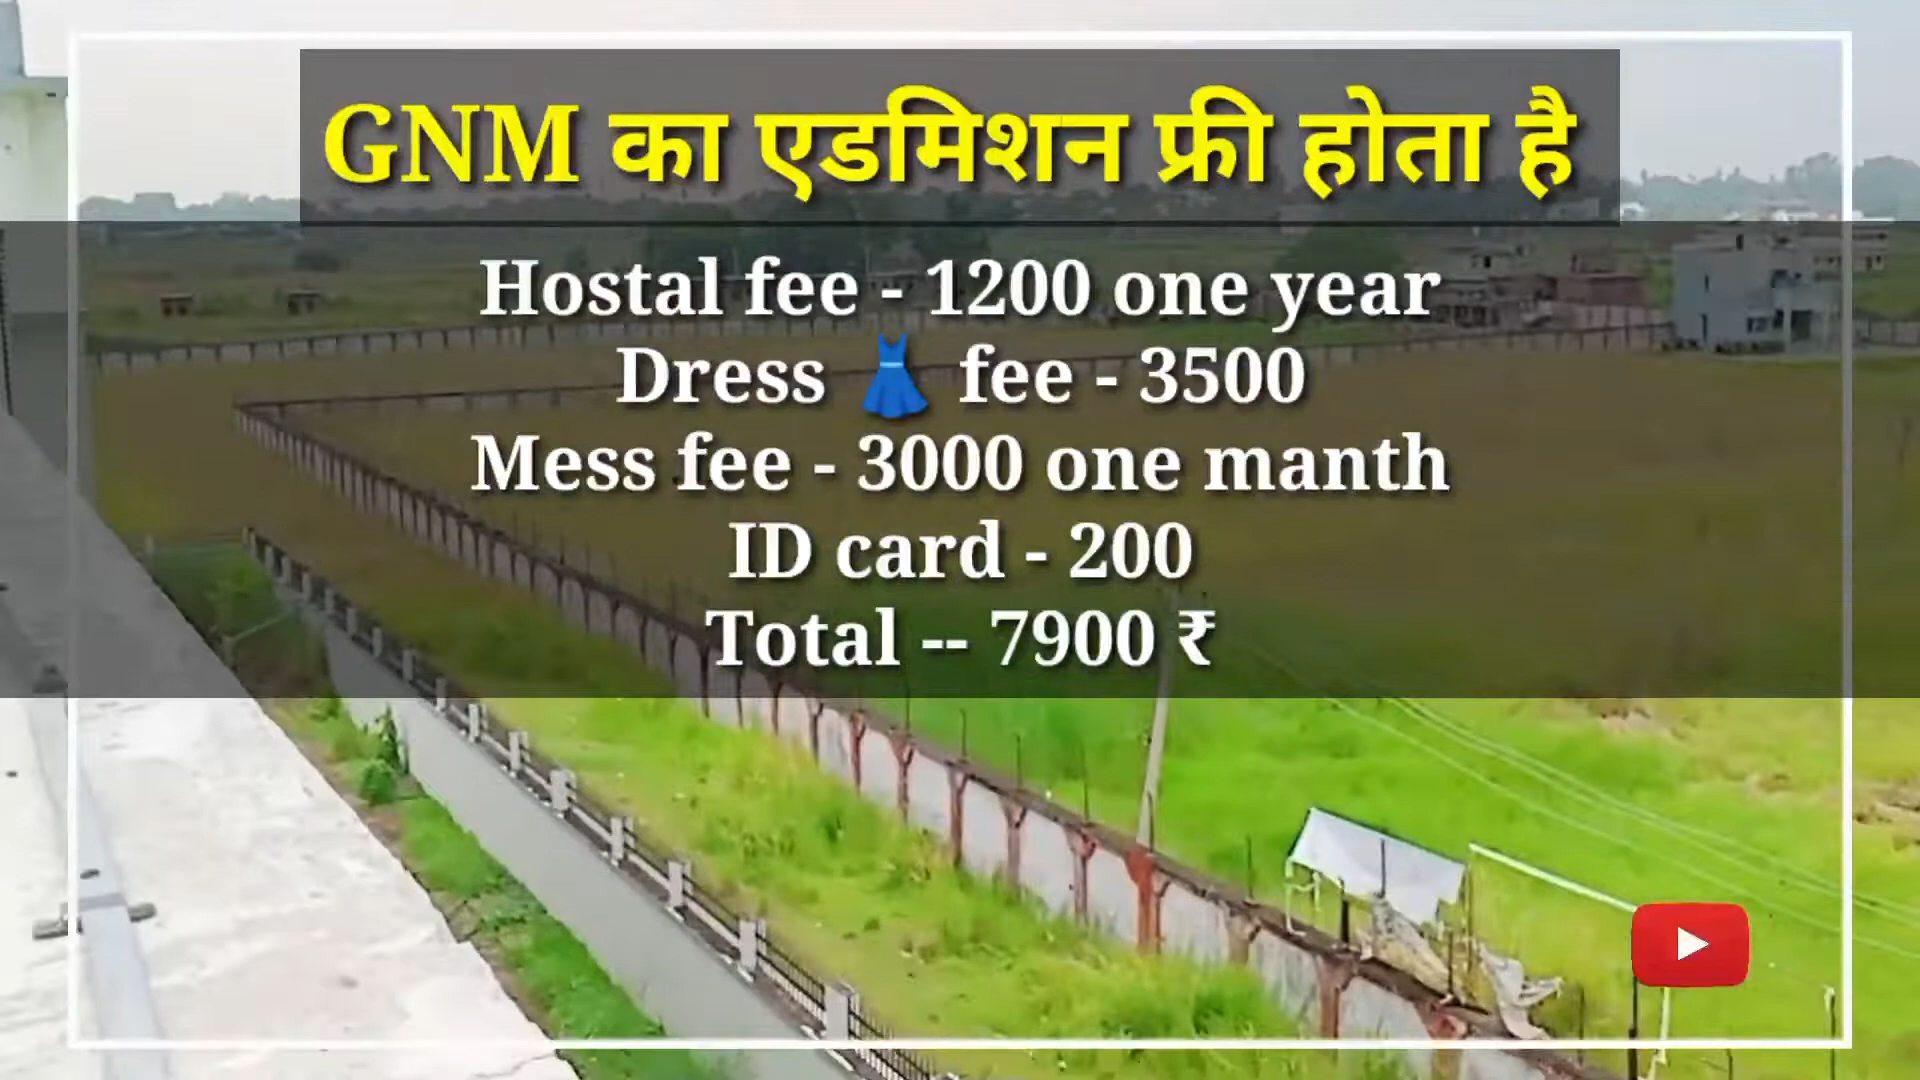 GNM का एडमिशन फ्री होता है
Hostal fee - 1200 one year
Dress 👗 fee - 3500
Mess fee - 3000 one manth
ID card - 200
Total -- 7900 ₹